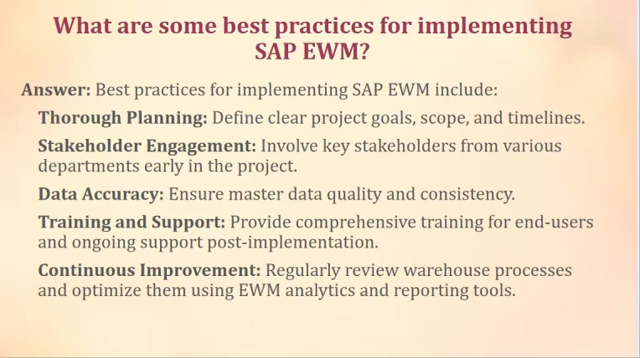 What are some best practices for implementing
SAP EWM?
Answer: Best practices for implementing SAP EWM include:
Thorough Planning: Define clear project goals, scope, and timelines.
Stakeholder Engagement: Involve key stakeholders from various
departments early in the project.
Data Accuracy: Ensure master data quality and consistency.
Training and Support: Provide comprehensive training for end-users
and ongoing support post-implementation.
Continuous Improvement: Regularly review warehouse processes
and optimize them using EWM analytics and reporting tools.